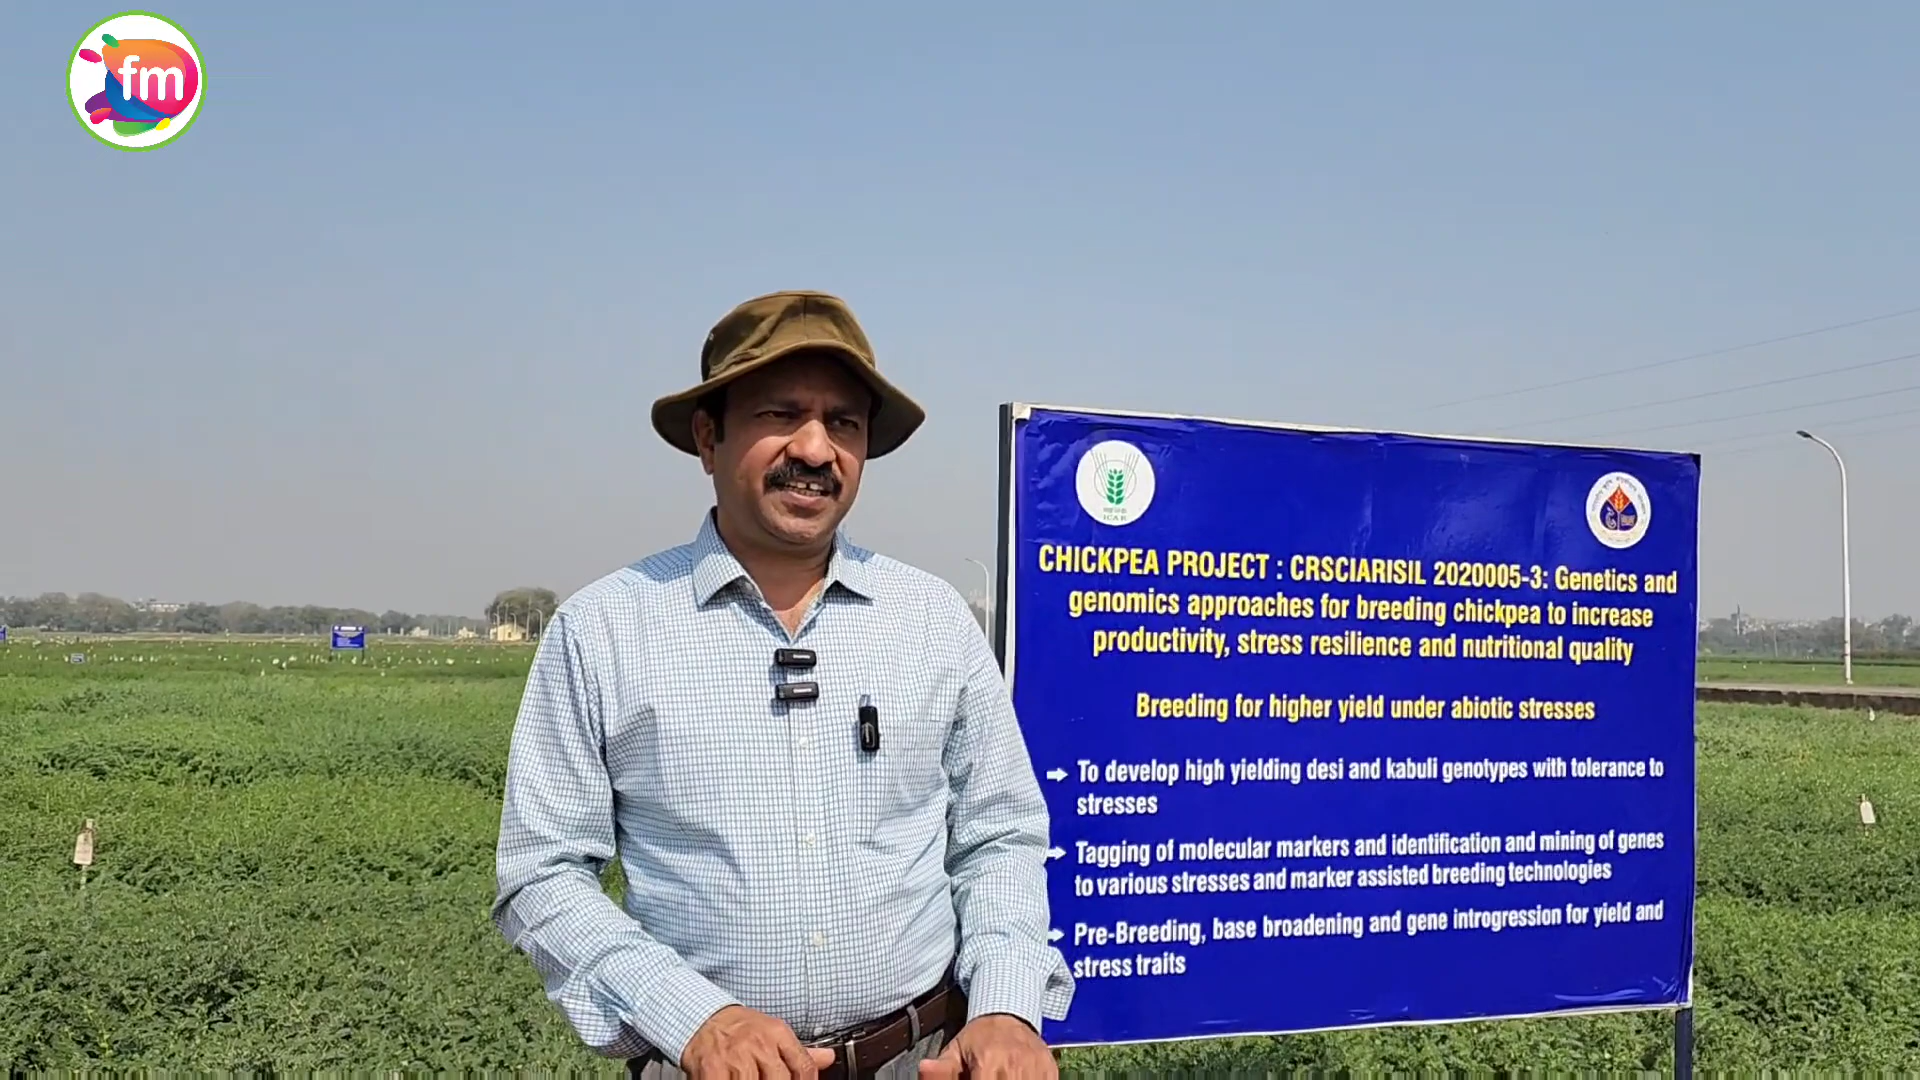 fm
ICAR
CHICKPEA PROJECT : CRSCIARISIL 2020005-3: Genetics and
genomics approaches for breeding chickpea to increase
productivity, stress resilience and nutritional quality
Breeding for higher yield under abiotic stresses
To develop high yielding desi and kabuli genotypes with tolerance to
stresses
Tagging of molecular markers and identification and mining of genes
to various stresses and marker assisted breeding technologies
Pre-Breeding, base broadening and gene introgression for yield and
stress traits